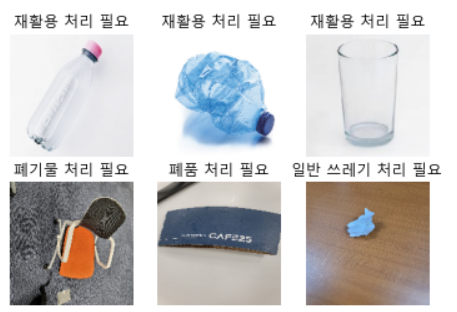 재활용 처리 필요
재활용 처리 필요
재활용 처리 필요
폐기물 처리 필요
폐품 처리 필요
일반 쓰레기 처리 필요
CAFE25